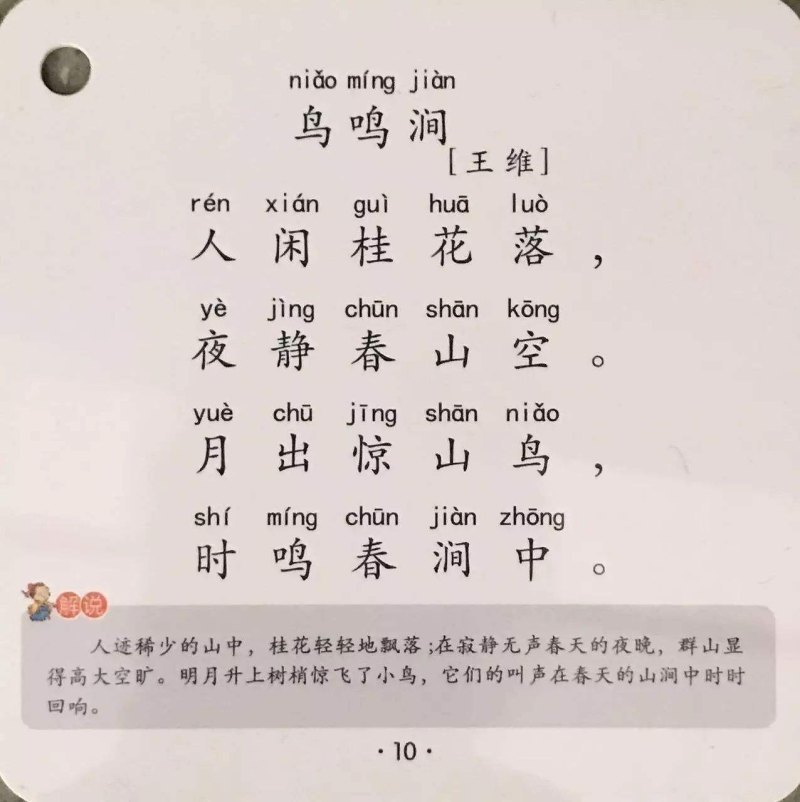 niǎo míng jiàn
鸟鸣涧
[王维]
rén xián guì huā luò
人闲桂花落，
yè jìng chūn shān kōng
夜静春山空。
yuè chū jīng shān niǎo
月出惊山鸟，
shí míng chūn jiàn zhōng
时鸣春涧中。
解说
人迹稀少的山中，桂花轻轻地飘落；在寂静无声春天的夜晚，群山显
得高大空旷。明月升上树梢惊飞了小鸟，它们的叫声在春天的山涧中时时
回响。
·10·